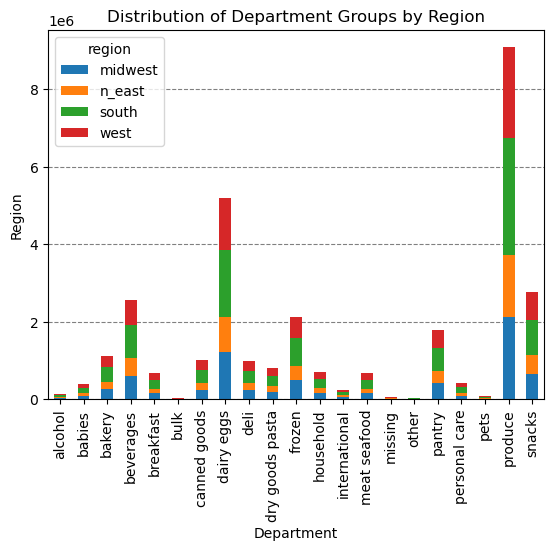 Distribution of Department Groups by Region
1e6
region
midwest
n_east
south
west
8
6
4
2
0
Region
alcohol
babies
bakery
beverages
breakfast
bulk
canned goods
dairy eggs
deli
dry goods pasta
frozen
household
international
meat seafood
missing
other
pantry
personal care
pets
produce
snacks
Department